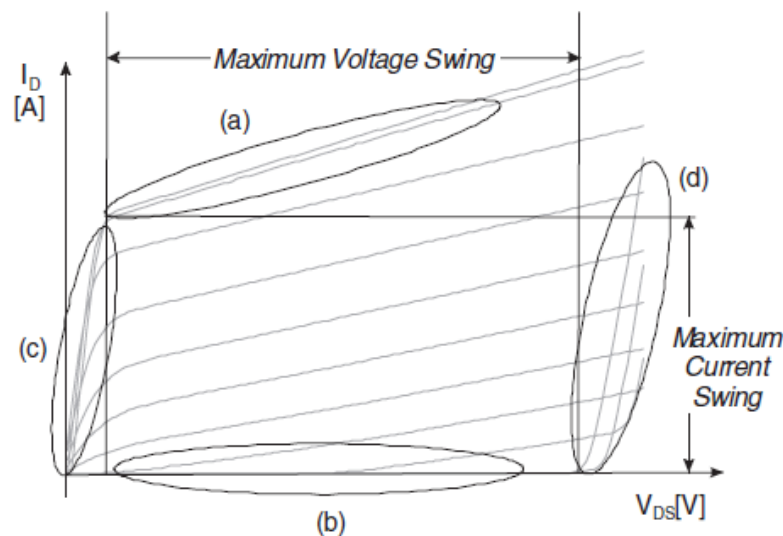 Maximum Voltage Swing
I_D
[A]
(a)
(d)
(c)
Maximum
Current
Swing
V_DS[V]
(b)